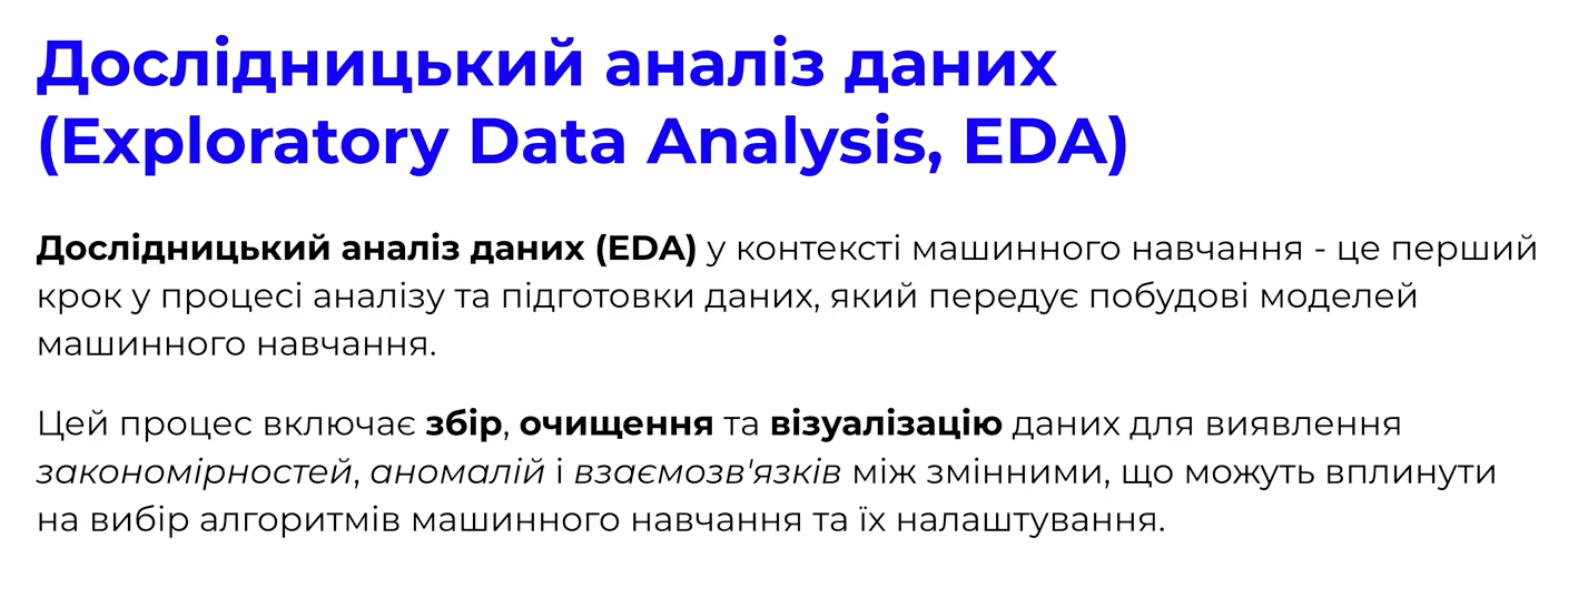 Дослідницький аналіз даних
(Exploratory Data Analysis, EDA)
Дослідницький аналіз даних (EDA) у контексті машинного навчання - це перший
крок у процесі аналізу та підготовки даних, який передує побудові моделей
машинного навчання.
Цей процес включає збір, очищення та візуалізацію даних для виявлення
закономірностей, аномалій і взаємозв'язків між змінними, що можуть вплинути
на вибір алгоритмів машинного навчання та їх налаштування.